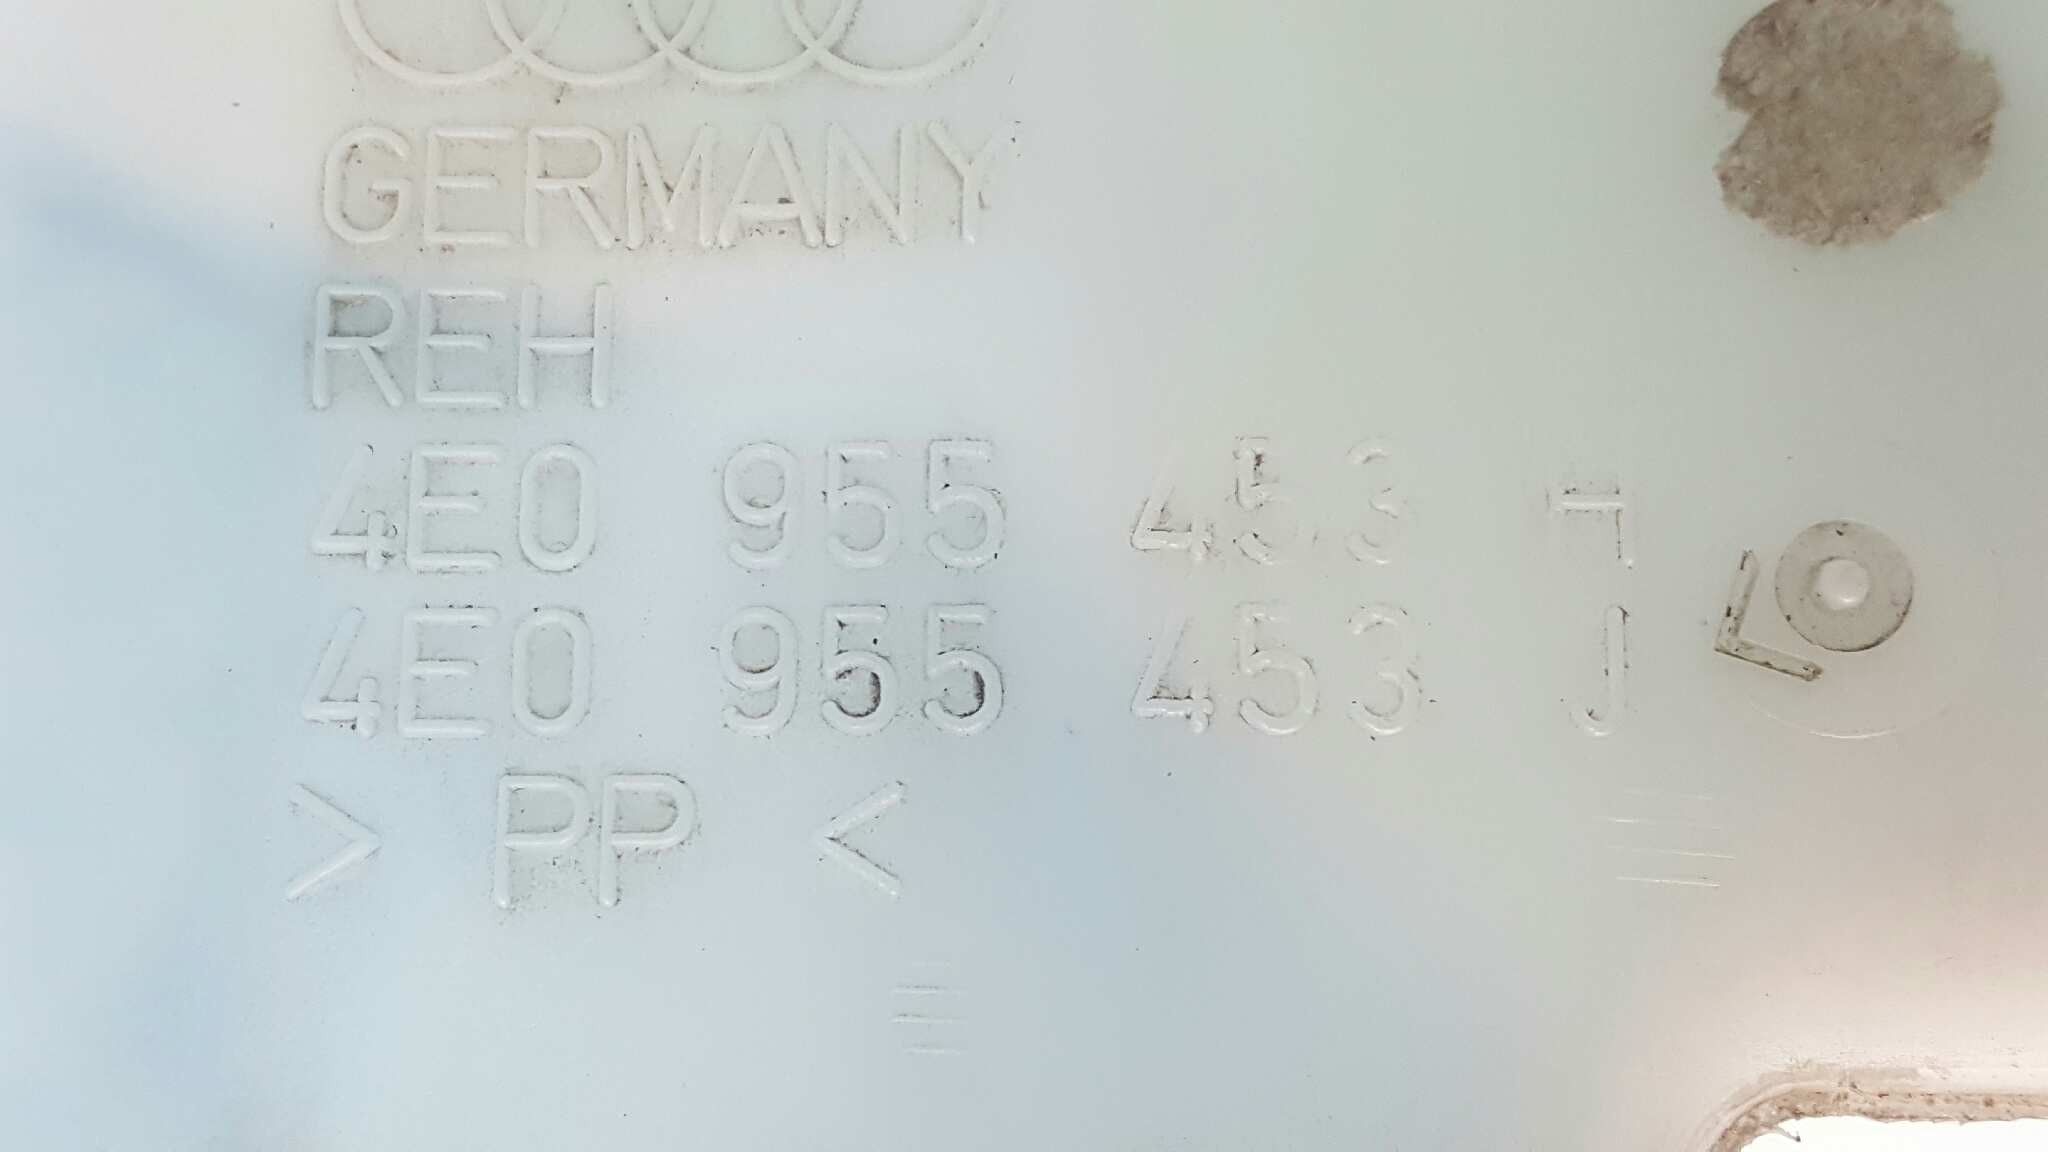 GERMANY
REH
4E0 955 453 H
4E0 955 453 J
> PP <